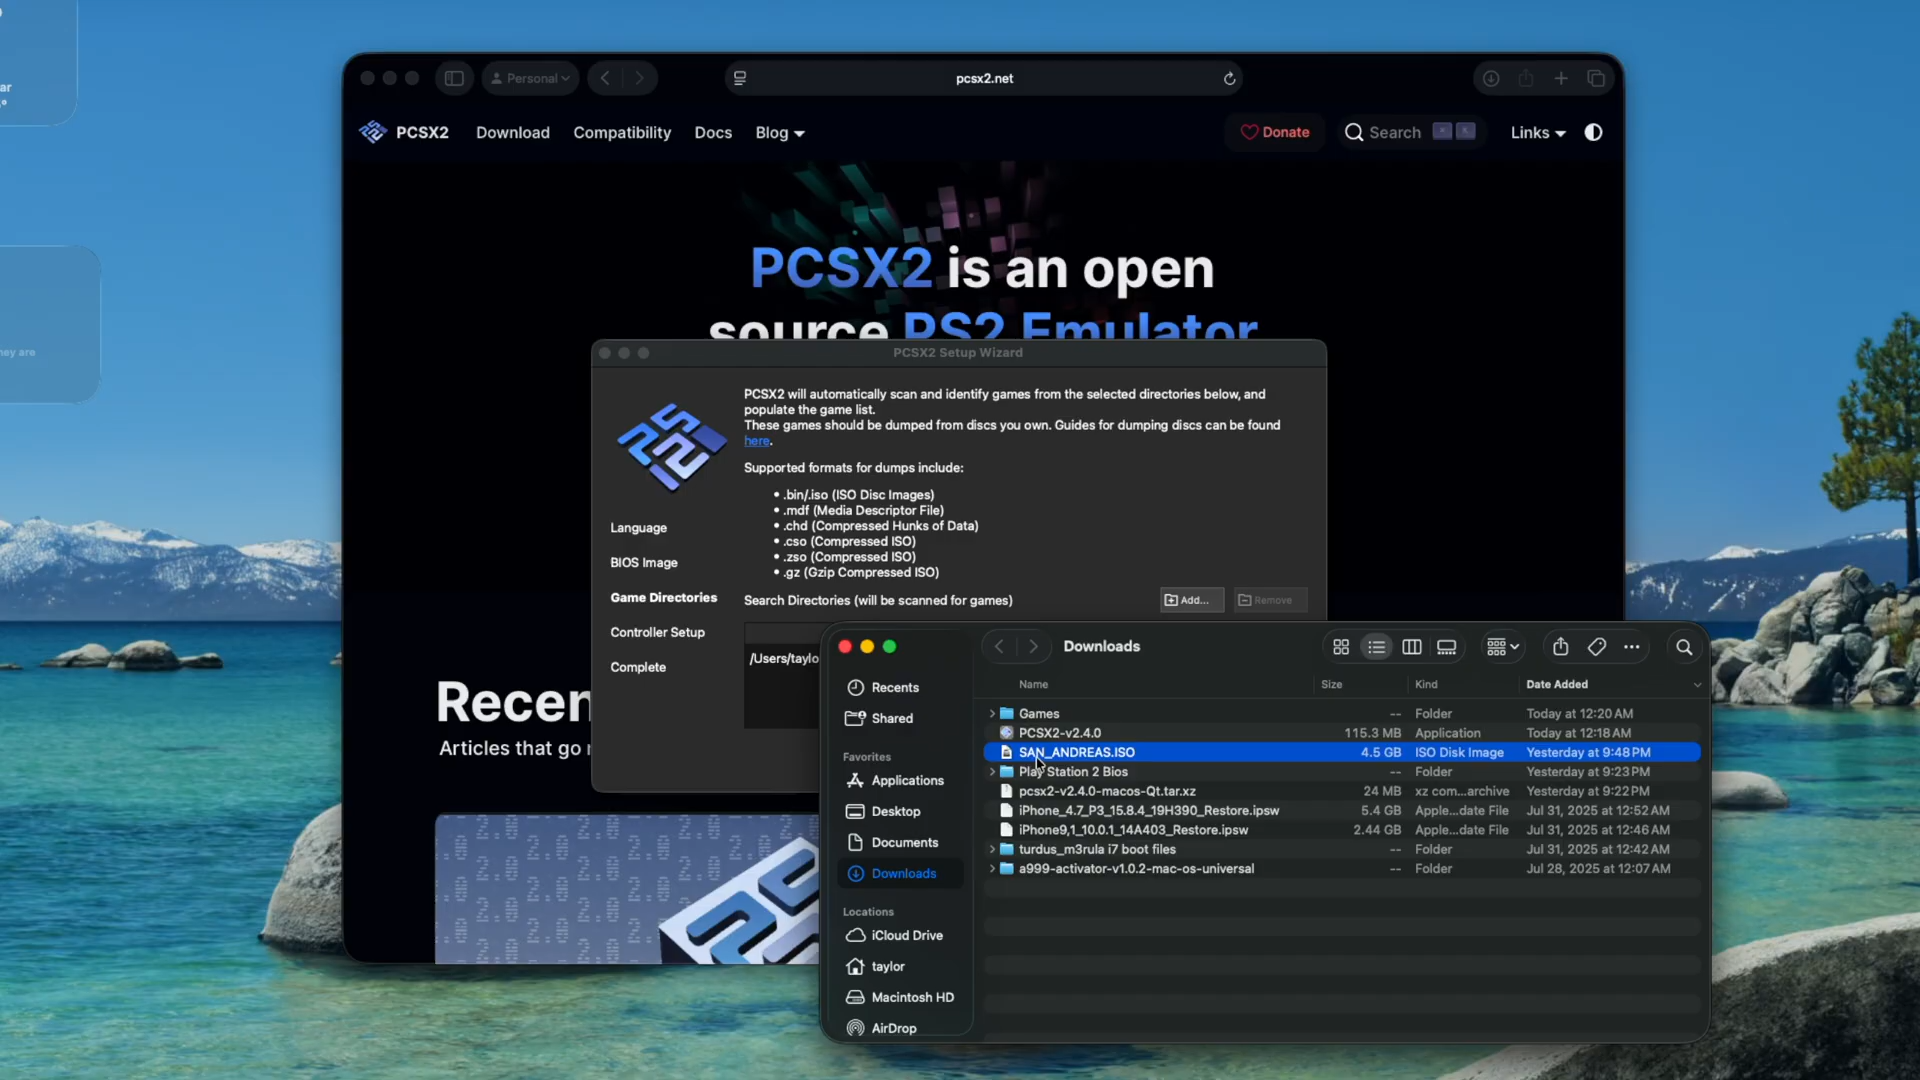 ar
hey are
Personal
pcsx2.net
PCSX2
Download
Compatibility
Docs
Blog
Donate
Search
K
Links
PCSX2 is an open
source PS2 Emulator
Recen
Articles that go
PCSX2 Setup Wizard
PCSX2 will automatically scan and identify games from the selected directories below, and
populate the game list.
These games should be dumped from discs you own. Guides for dumping discs can be found
here.
Supported formats for dumps include:
• .bin/.iso (ISO Disc Images)
• .mdf (Media Descriptor File)
• .chd (Compressed Hunks of Data)
• .cso (Compressed ISO)
• .zso (Compressed ISO)
• .gz (Gzip Compressed ISO)
Language
BIOS Image
Game Directories
Controller Setup
Complete
Search Directories (will be scanned for games)
Add...
Remove
/Users/taylo
Downloads
Recents
Shared
Favorites
Applications
Desktop
Documents
Downloads
Locations
iCloud Drive
taylor
Macintosh HD
AirDrop
Name Size Kind Date Added
Games -- Folder Today at 12:20 AM
PCSX2-v2.4.0 115.3 MB Application Today at 12:18 AM
SAN_ANDREAS.ISO 4.5 GB ISO Disk Image Yesterday at 9:48 PM
Play Station 2 Bios -- Folder Yesterday at 9:23 PM
pcsx2-v2.4.0-macos-Qt.tar.xz 24 MB xz com...archive Yesterday at 9:22 PM
iPhone_4.7_P3_15.8.4_19H390_Restore.ipsw 5.4 GB Apple...date File Jul 31, 2025 at 12:52 AM
iPhone9,1_10.0.1_14A403_Restore.ipsw 2.44 GB Apple...date File Jul 31, 2025 at 12:46 AM
turdus_m3rula i7 boot files -- Folder Jul 31, 2025 at 12:42 AM
a999-activator-v1.0.2-mac-os-universal -- Folder Jul 28, 2025 at 12:07 AM